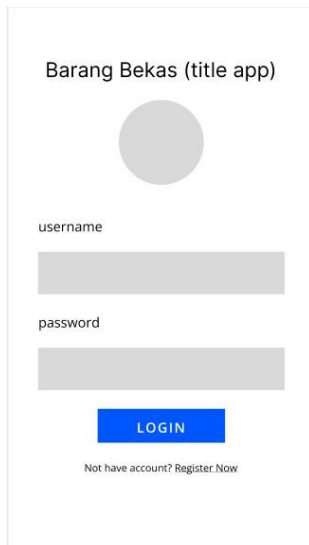 Barang Bekas (title app)
username
password
LOGIN
Not have account? Register Now